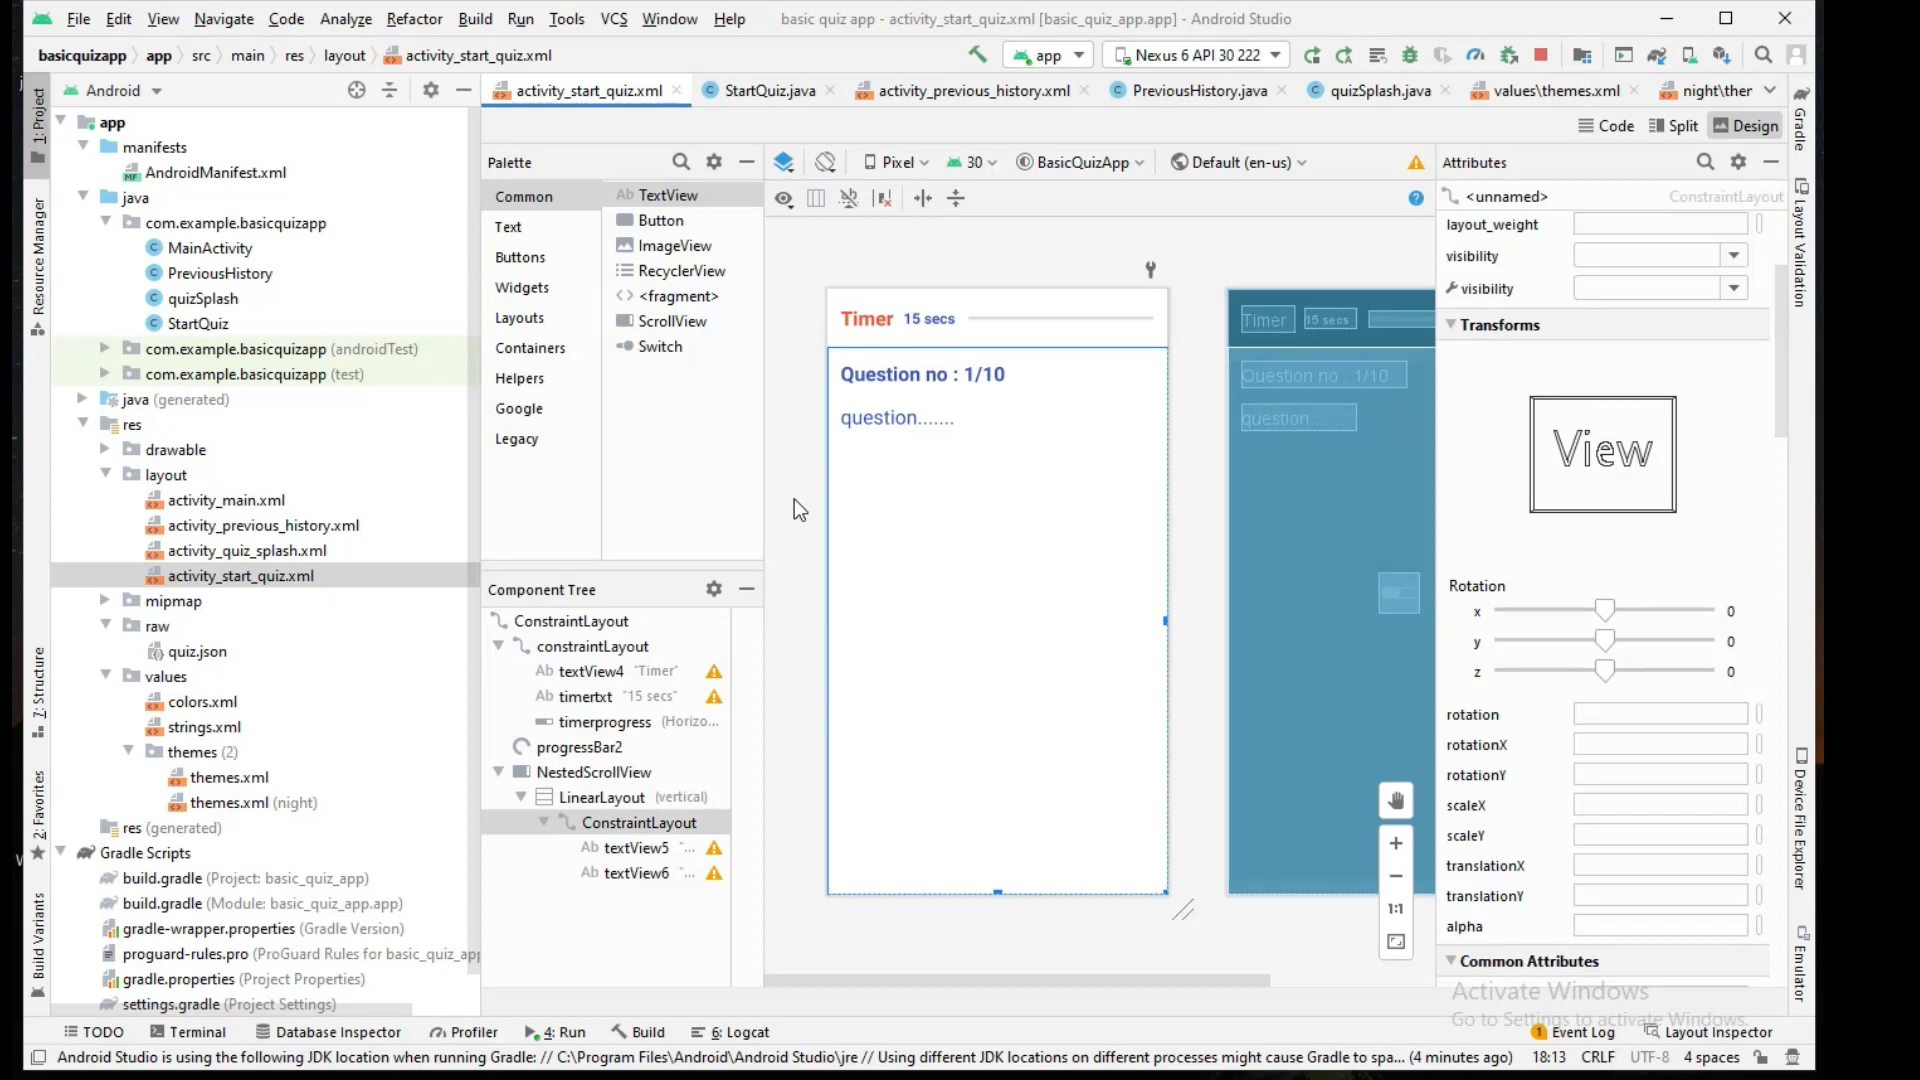 File Edit View Navigate Code Analyze Refactor Build Run Tools VCS Window Help basic quiz app - activity_start_quiz.xml [basic_quiz_app.app] - Android Studio
basicquizapp app src main res layout activity_start_quiz.xml app Nexus 6 API 30 222
Android activity_start_quiz.xml StartQuiz.java activity_previous_history.xml PreviousHistory.java quizSplash.java values\themes.xml night\ther
Code Split Design
1: Project
Resource Manager
7: Structure
2: Favorites
Build Variants
app
manifests
AndroidManifest.xml
java
com.example.basicquizapp
MainActivity
PreviousHistory
quizSplash
StartQuiz
com.example.basicquizapp (androidTest)
com.example.basicquizapp (test)
java (generated)
res
drawable
layout
activity_main.xml
activity_previous_history.xml
activity_quiz_splash.xml
activity_start_quiz.xml
mipmap
raw
quiz.json
values
colors.xml
strings.xml
themes (2)
themes.xml
themes.xml (night)
res (generated)
Gradle Scripts
build.gradle (Project: basic_quiz_app)
build.gradle (Module: basic_quiz_app.app)
gradle-wrapper.properties (Gradle Version)
proguard-rules.pro (ProGuard Rules for basic_quiz_app
gradle.properties (Project Properties)
settings.gradle (Project Settings)
Palette
Common
Text
Buttons
Widgets
Layouts
Containers
Helpers
Google
Legacy
Ab TextView
Button
ImageView
RecyclerView
<fragment>
ScrollView
Switch
Component Tree
ConstraintLayout
constraintLayout
Ab textView4 "Timer"
Ab timertxt "15 secs"
timerprogress (Horizo...
progressBar2
NestedScrollView
LinearLayout (vertical)
ConstraintLayout
Ab textView5 "...
Ab textView6 "...
Pixel 30 BasicQuizApp Default (en-us)
Timer 15 secs
Question no : 1/10
question.......
Timer 15 secs
Question no : 1/10
question
1:1
Attributes
<unnamed> ConstraintLayout
layout_weight
visibility
visibility
Transforms
View
Rotation
x 0
y 0
z 0
rotation
rotationX
rotationY
scaleX
scaleY
translationX
translationY
alpha
Common Attributes
Activate Windows
Go to Settings to activate Windows.
Gradle
Layout Validation
Device File Explorer
Emulator
TODO Terminal Database Inspector Profiler 4: Run Build 6: Logcat 1 Event Log Layout Inspector
Android Studio is using the following JDK location when running Gradle: // C:\Program Files\Android\Android Studio\jre // Using different JDK locations on different processes might cause Gradle to spa... (4 minutes ago) 18:13 CRLF UTF-8 4 spaces